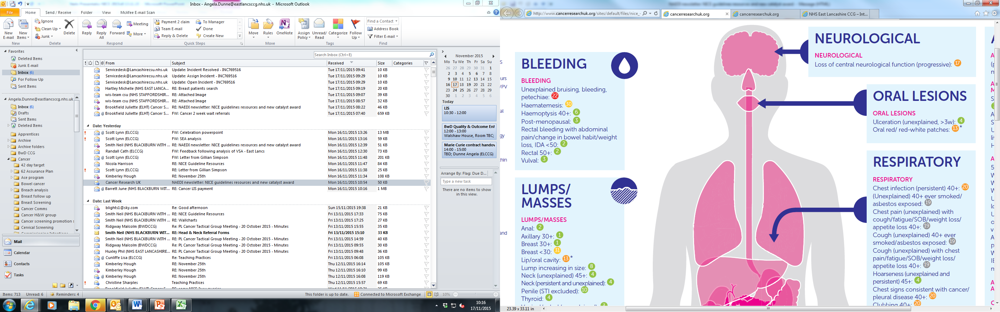 Inbox - Angela.Dunne@eastlancsccg.nhs.uk - Microsoft Outlook
File Home Send / Receive Folder View McAfee E-mail Scan
New E-mail
New Items
New
Ignore
Clean Up
Junk
Delete
Delete
Reply
Reply All
Forward
Meeting
More
Respond
Payment 2 claim
Team E-mail
Reply & Delete
To Manager
Done
Create New
Quick Steps
Move
Rules
OneNote
Move
Assign Policy
Unread/ Read
Categorize
Follow Up
Tags
Find a Contact
Address Book
Filter E-mail
Find
Favorites
Deleted Items
Junk E-mail
Inbox (6)
For Follow Up
Sent Items
Angela.Dunne@eastlancsccg.nhs.uk
Inbox (6)
Drafts
Sent Items
Deleted Items
Apprentices
Archive
Archive folders
BwD CCG
Cancer
42 day target
62 Assurance Plan
Ace program
Bowel cancer
Breach analysis
Breast follow up
Breast Screening
Cancer Comms
Cancer H&W group
Cancer screening promotion s
Cervical Screening
Mail
Calendar
Contacts
Tasks
Search Inbox (Ctrl+E)
From Subject Received Size Categories
Servicedesk@Lancashirecsu.nhs.uk Update: Incident Resolved - INC769516 Tue 17/11/2015 09:41 10 KB
Servicedesk@Lancashirecsu.nhs.uk Update: Assign Incident - INC769516 Tue 17/11/2015 09:29 10 KB
Servicedesk@Lancashirecsu.nhs.uk Update: Open Incident - INC769516 Tue 17/11/2015 09:29 10 KB
Hartley Michelle (NHS EAST LANCA... RE: Breast patients search Tue 17/11/2015 09:19 20 KB
wis-team csu (NHS STAFFORDSHIR... RE: Attached Image Tue 17/11/2015 09:07 39 KB
wis-team csu (NHS STAFFORDSHIR... RE: Attached Image Tue 17/11/2015 08:57 32 KB
Brookfield Juliette (ELHT) Cancer S... RE: NAEDI newsletter: NICE guidelines resources and new catalyst award Tue 17/11/2015 08:22 46 KB
Brookfield Juliette (ELHT) Cancer S... FW: Cancer 2 week wait referrals Tue 17/11/2015 07:40 659 KB
Date: Yesterday
Scott Lynn (ELCCG) FW: Celebration powerpoint Mon 16/11/2015 13:26 13 MB
Scott Lynn (ELCCG) FW: SEA analysis Mon 16/11/2015 13:16 59 KB
Smith Neil (NHS BLACKBURN WITH ... RE: NAEDI newsletter: NICE guidelines resources and new catalyst award Mon 16/11/2015 12:39 51 KB
Randall Cath (ELCCG) FW: Feedback following analysis of VSA - East Lancs Mon 16/11/2015 12:30 73 KB
Scott Lynn (ELCCG) FW: Letter from Gillian Simpson Mon 16/11/2015 11:48 201 KB
Nicola Harrison RE: NICE Guideline Resources Mon 16/11/2015 11:47 84 KB
Scott Lynn (ELCCG) RE: Letter from Gillian Simpson Mon 16/11/2015 11:38 25 KB
Kimberley Hough RE: November 25th Mon 16/11/2015 11:34 108 KB
Cancer Research UK NAEDI newsletter: NICE guidelines resources and new catalyst award Mon 16/11/2015 10:54 50 KB
Barrett June (NHS BLACKBURN WIT... RE: Cancer LIS payment Mon 16/11/2015 10:16 1 MB
Date: Last Week
blights1@sky.com Re: Good afternoon Sun 15/11/2015 19:38 21 KB
Smith Neil (NHS BLACKBURN WITH ... RE: NICE Guideline Resources Fri 13/11/2015 17:33 75 KB
Smith Neil (NHS BLACKBURN WITH ... RE: Wallcharts Fri 13/11/2015 17:25 27 KB
Ridgway Malcolm (BWDCCG) Re: PL Cancer Tactical Group Meeting - 20 October 2015 - Minutes Fri 13/11/2015 15:55 35 KB
Smith Neil (NHS BLACKBURN WIT... RE: Head & Neck Referral Forms Fri 13/11/2015 15:10 33 KB
Smith Neil (NHS BLACKBURN WITH ... RE: PL Cancer Tactical Group Meeting - 20 October 2015 - Minutes Fri 13/11/2015 14:59 40 KB
Ridgway Malcolm (BWDCCG) Re: PL Cancer Tactical Group Meeting - 20 October 2015 - Minutes Fri 13/11/2015 09:55 30 KB
Huxley Phil (NHS EAST LANCASHIRE... RE: PL Cancer Tactical Group Meeting - 20 October 2015 - Minutes Fri 13/11/2015 09:48 36 KB
Cunliffe Lisa (ELCCG) Re: Teaching Practices Fri 13/11/2015 06:08 105 KB
Kimberley Hough RE: November 25th Thu 12/11/2015 16:14 105 KB
Kimberley Hough RE: November 25th Thu 12/11/2015 16:10 99 KB
Kimberley Hough RE: November 25th Thu 12/11/2015 16:08 119 KB
Christine Sharples Teaching Practices Thu 12/11/2015 15:57 69 KB
November 2015
Mo Tu We Th Fr Sa Su
26 27 28 29 30 31 1
2 3 4 5 6 7 8
9 10 11 12 13 14 15
16 17 18 19 20 21 22
23 24 25 26 27 28 29
30 1 2 3 4 5 6
Today
LIS
10:30 - 12:00
BwD Quality & Outcome Enh
12:00 - 13:00
Walshaw House, Room TBC;
Marie Curie contract handov
14:00 - 15:00
TBD; Dunne Angela (ELCCG)
Arrange By: Flag: Due D...
Type a new task
There are no items to show
in this view.
Items: 713 Unread: 6 Reminders: 4 This folder is up to date. Connected to Microsoft Exchange 10%
10:16
17/11/2015
http://www.cancerresearchuk.org/sites/default/files/nice_-
cancerresearchuk.org
cancerresearchuk.org
NHS East Lancashire CCG – Int...
BLEEDING
BLEEDING
Unexplained bruising, bleeding,
petechiae: 22
Haematemesis: 30
Haemoptysis 40+: 6
Post-menopausal: 3
Rectal bleeding with abdominal
pain/change in bowel habit/weight
loss, IDA <50: 2
Rectal 50+: 2
Vulval: 3
LUMPS/
MASSES
LUMPS/MASSES
Anal: 2
Axillary 30+: 1
Breast 30+: 1
Breast <30: 31
Lip/oral cavity: 13 *
Lump increasing in size: 8
Neck (unexplained) 45+: 4
Neck (persistent and unexplained): 4
Penile (STI excluded): 10
Thyroid: 4
NEUROLOGICAL
NEUROLOGICAL
Loss of central neurological function (progressive): 17
ORAL LESIONS
ORAL LESIONS
Ulceration (unexplained, >3w): 4
Oral red/ red-white patches: 13 *
RESPIRATORY
RESPIRATORY
Chest infection (persistent) 40+: 20
(Unexplained) 40+ ever smoked/
asbestos exposed: 19
Chest pain (unexplained) with
cough/fatigue/SOB/weight loss/
appetite loss 40+: 19
Cough (unexplained) 40+ ever
smoked/asbestos exposed: 19
Cough (unexplained) with chest
pain/fatigue/SOB/weight loss/
appetite loss 40+: 19
Hoarseness (unexplained and
persistent) 45+: 4
Chest signs consistent with cancer/
pleural disease 40+: 20
Clubbing 40+: 20
23.39 x 33.11 in